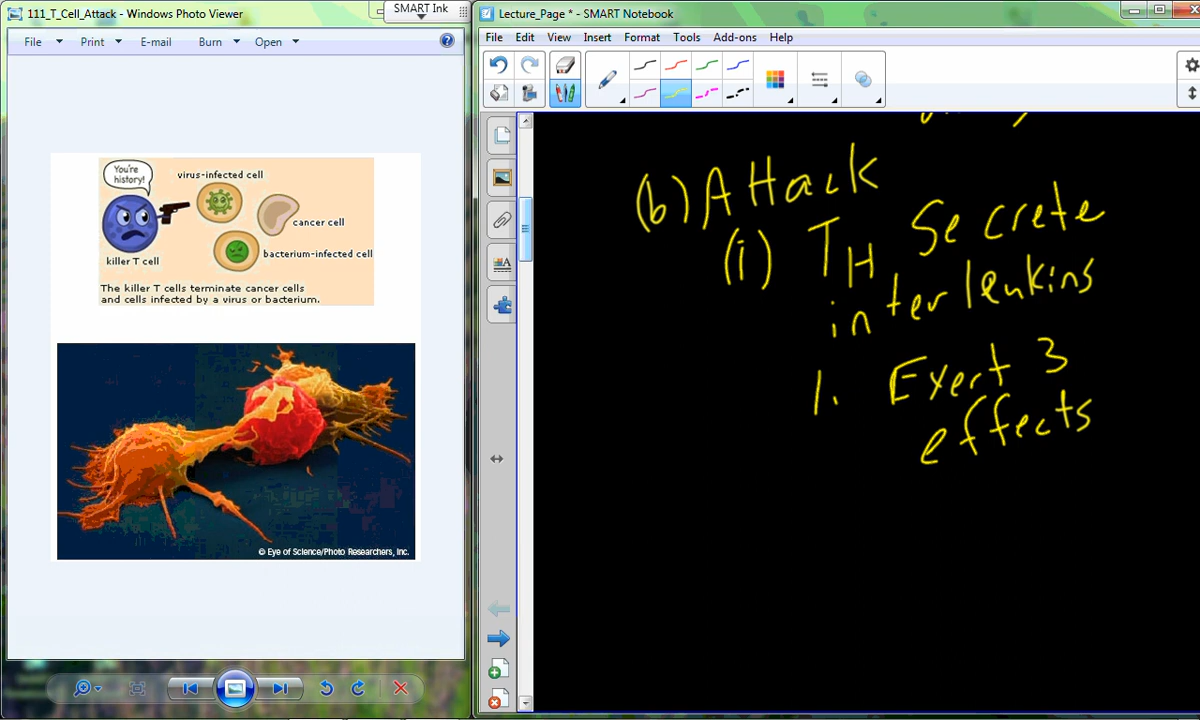 111_T_Cell_Attack - Windows Photo Viewer
SMART Ink
File Print E-mail Burn Open
You're
history!
virus-infected cell
cancer cell
killer T cell
bacterium-infected cell
The killer T cells terminate cancer cells
and cells infected by a virus or bacterium.
© Eye of Science/Photo Researchers, Inc.
Lecture_Page * - SMART Notebook
File Edit View Insert Format Tools Add-ons Help
(b) Attack
(i) TH Secrete
interleukins
1. Exert 3
effects